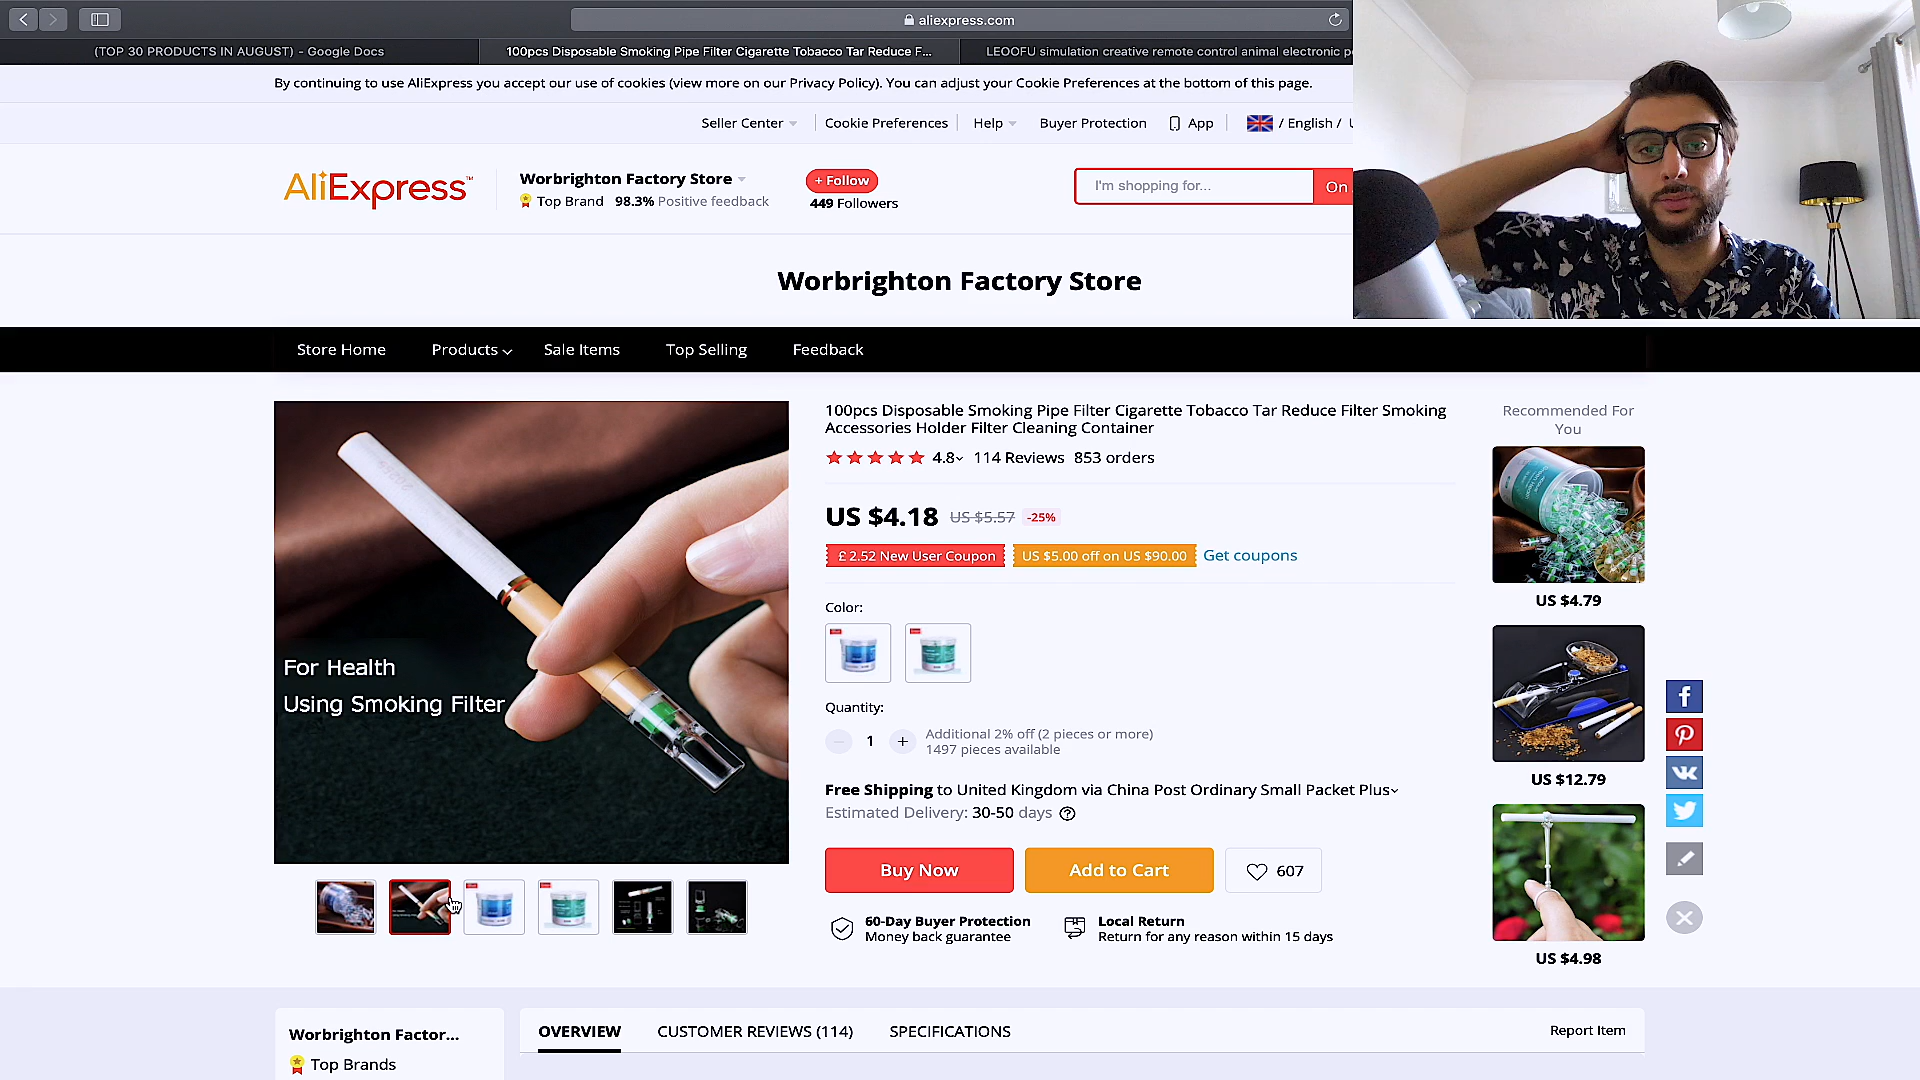 aliexpress.com
(TOP 30 PRODUCTS IN AUGUST) - Google Docs
100pcs Disposable Smoking Pipe Filter Cigarette Tobacco Tar Reduce F...
LEOOFU simulation creative remote control animal electronic p
By continuing to use AliExpress you accept our use of cookies (view more on our Privacy Policy). You can adjust your Cookie Preferences at the bottom of this page.
Seller Center
Cookie Preferences
Help
Buyer Protection
App
/ English /
AliExpress™
Worbrighton Factory Store
Top Brand 98.3% Positive feedback
+ Follow
449 Followers
I'm shopping for...
On
Worbrighton Factory Store
Store Home
Products
Sale Items
Top Selling
Feedback
For Health
Using Smoking Filter
100pcs Disposable Smoking Pipe Filter Cigarette Tobacco Tar Reduce Filter Smoking
Accessories Holder Filter Cleaning Container
4.8 114 Reviews 853 orders
US $4.18 US $5.57 -25%
£ 2.52 New User Coupon
US $5.00 off on US $90.00
Get coupons
Color:
Quantity:
1
Additional 2% off (2 pieces or more)
1497 pieces available
Free Shipping to United Kingdom via China Post Ordinary Small Packet Plus
Estimated Delivery: 30-50 days
Buy Now
Add to Cart
607
60-Day Buyer Protection
Money back guarantee
Local Return
Return for any reason within 15 days
Recommended For
You
US $4.79
US $12.79
US $4.98
Worbrighton Factor...
Top Brands
OVERVIEW
CUSTOMER REVIEWS (114)
SPECIFICATIONS
Report Item